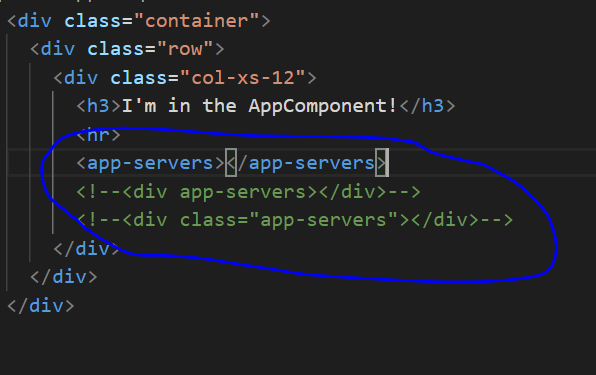 <div class="container">
<div class="row">
<div class="col-xs-12">
<h3>I'm in the AppComponent!</h3>
<hr>
<app-servers></app-servers>
<!--<div app-servers></div>-->
<!--<div class="app-servers"></div>-->
</div>
</div>
</div>